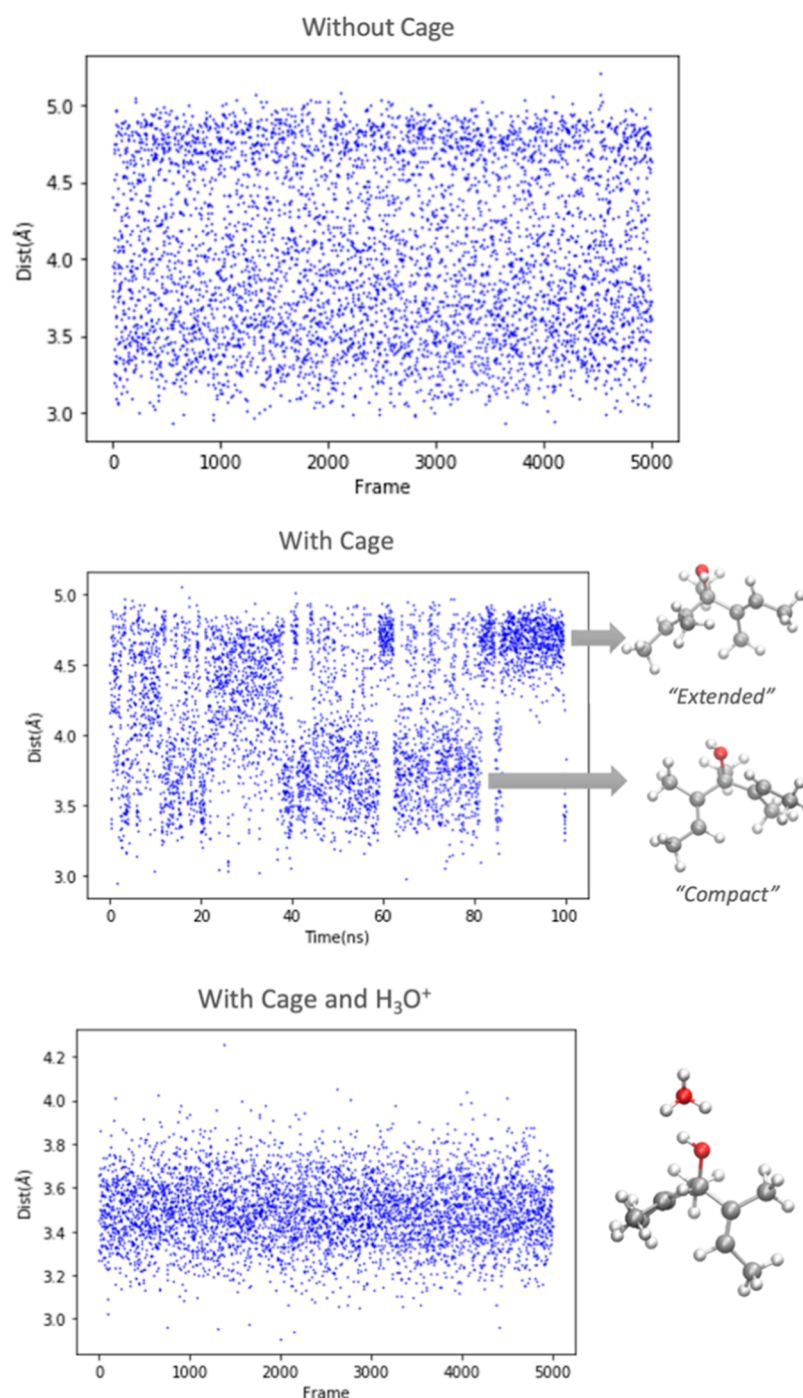 Without Cage
5.0
4.5
4.0
3.5
3.0
Dist(Å)
0 1000 2000 3000 4000 5000
Frame
With Cage
5.0
4.5
4.0
3.5
3.0
Dist(Å)
0 20 40 60 80 100
Time(ns)
“Extended”
“Compact”
With Cage and H₃O⁺
4.2
4.0
3.8
3.6
3.4
3.2
3.0
Dist(Å)
0 1000 2000 3000 4000 5000
Frame